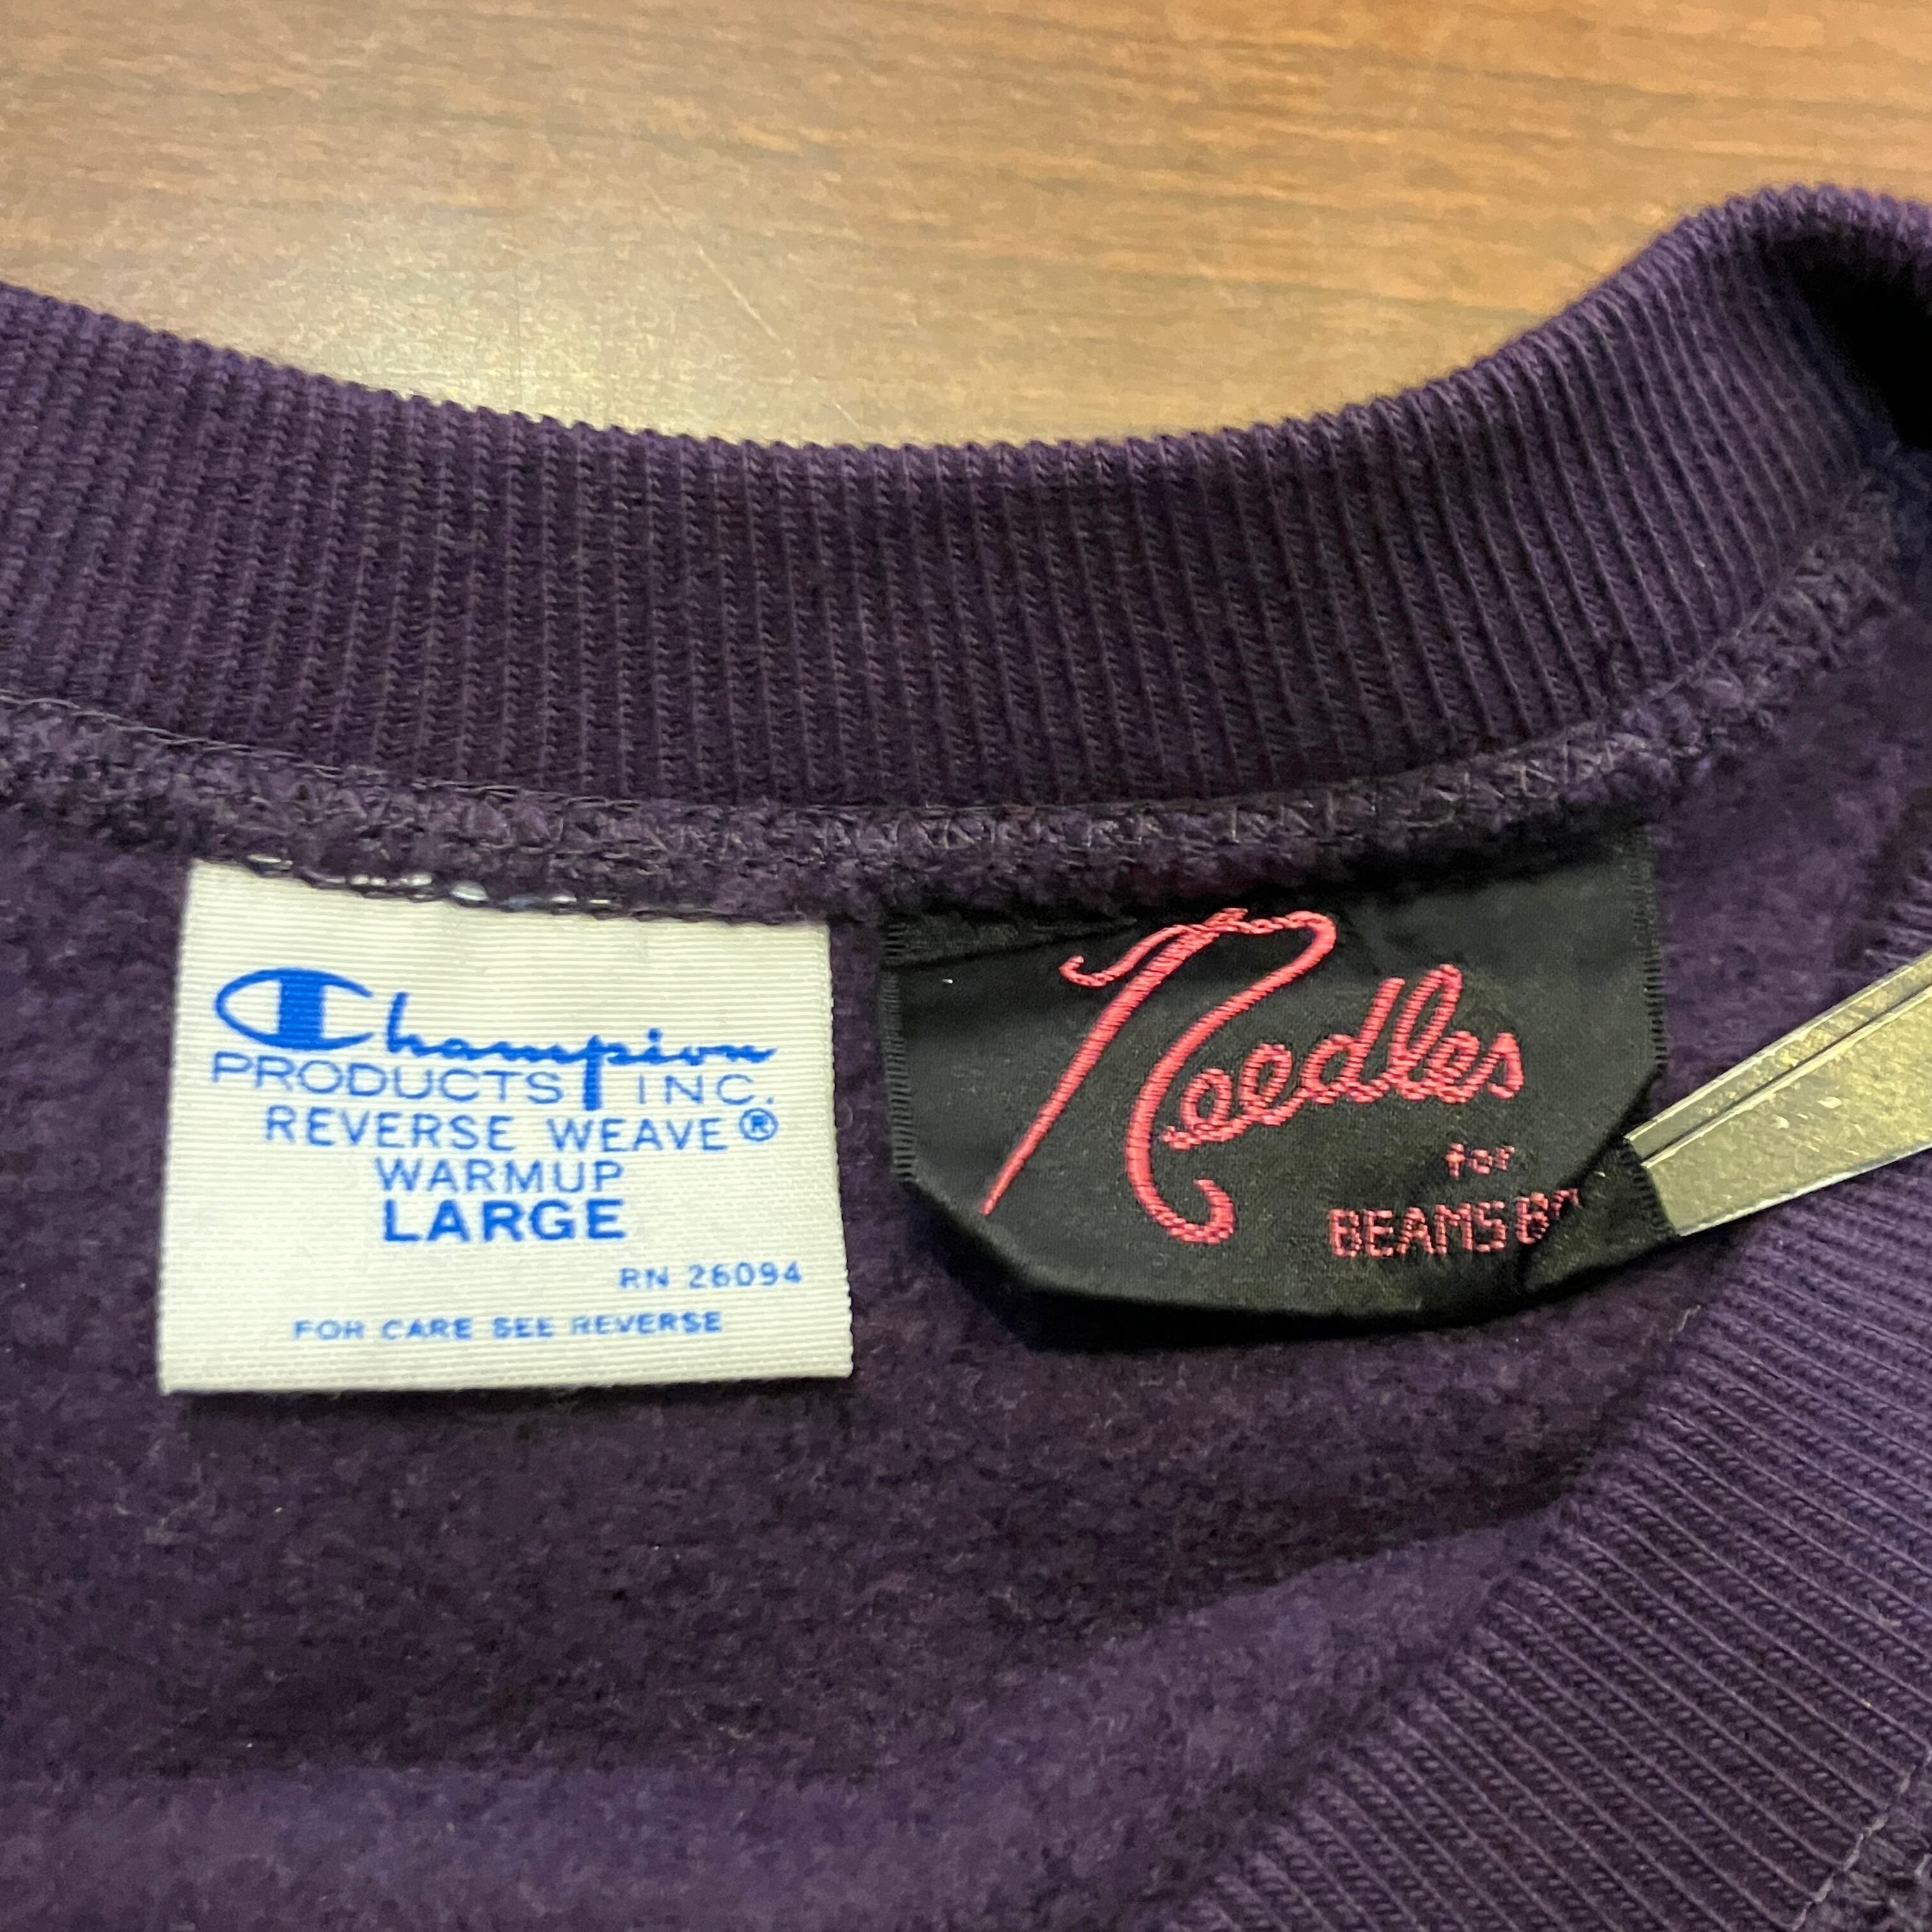 Champion
PRODUCTS INC.
REVERSE WEAVE®
WARMUP
LARGE
RN 26094
FOR CARE SEE REVERSE
Needles
for
BEAMS